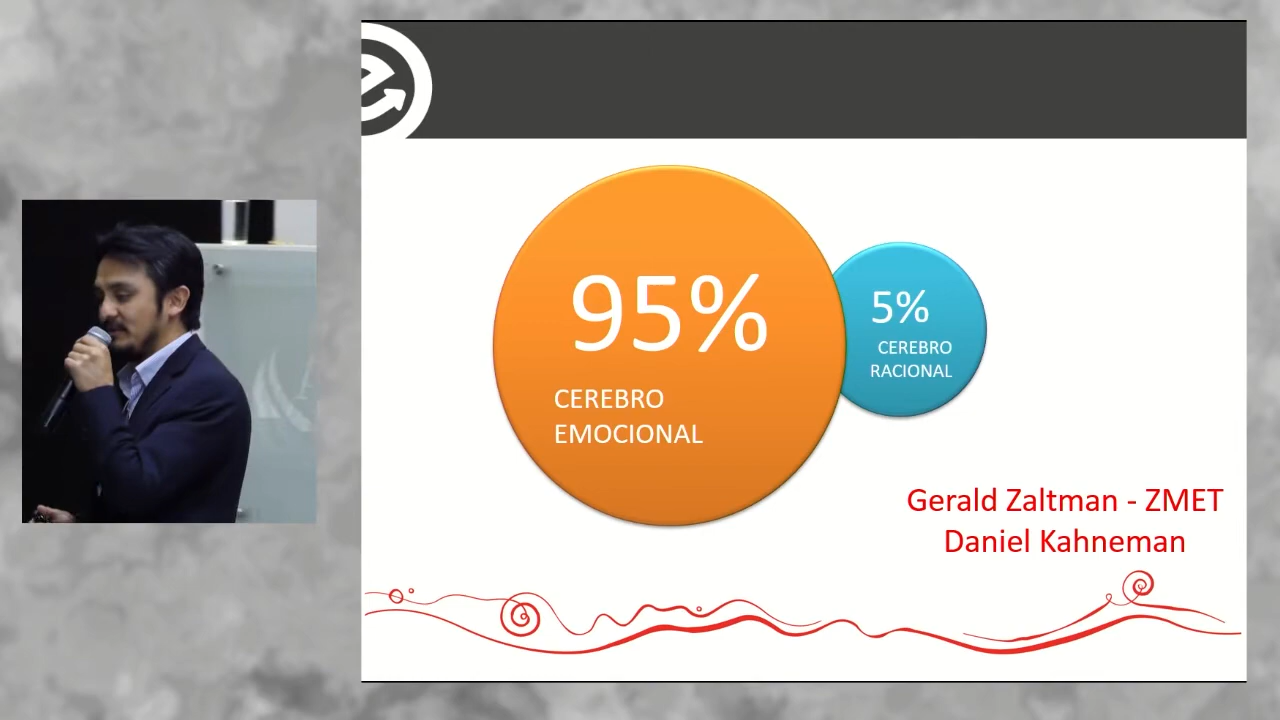 95%
CEREBRO
EMOCIONAL
5%
CEREBRO
RACIONAL
Gerald Zaltman - ZMET
Daniel Kahneman